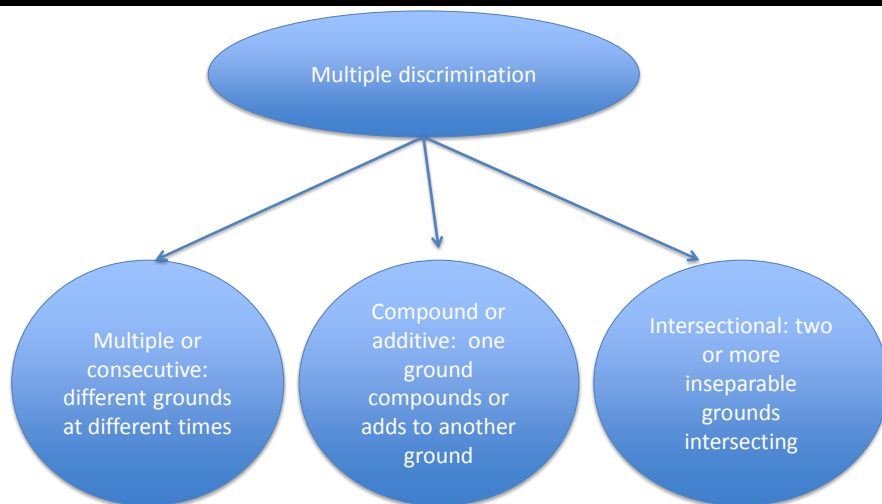 Multiple discrimination
Multiple or
consecutive:
different grounds
at different times
Compound or
additive:  one
ground
compounds or
adds to another
ground
Intersectional: two
or more
inseparable
grounds
intersecting